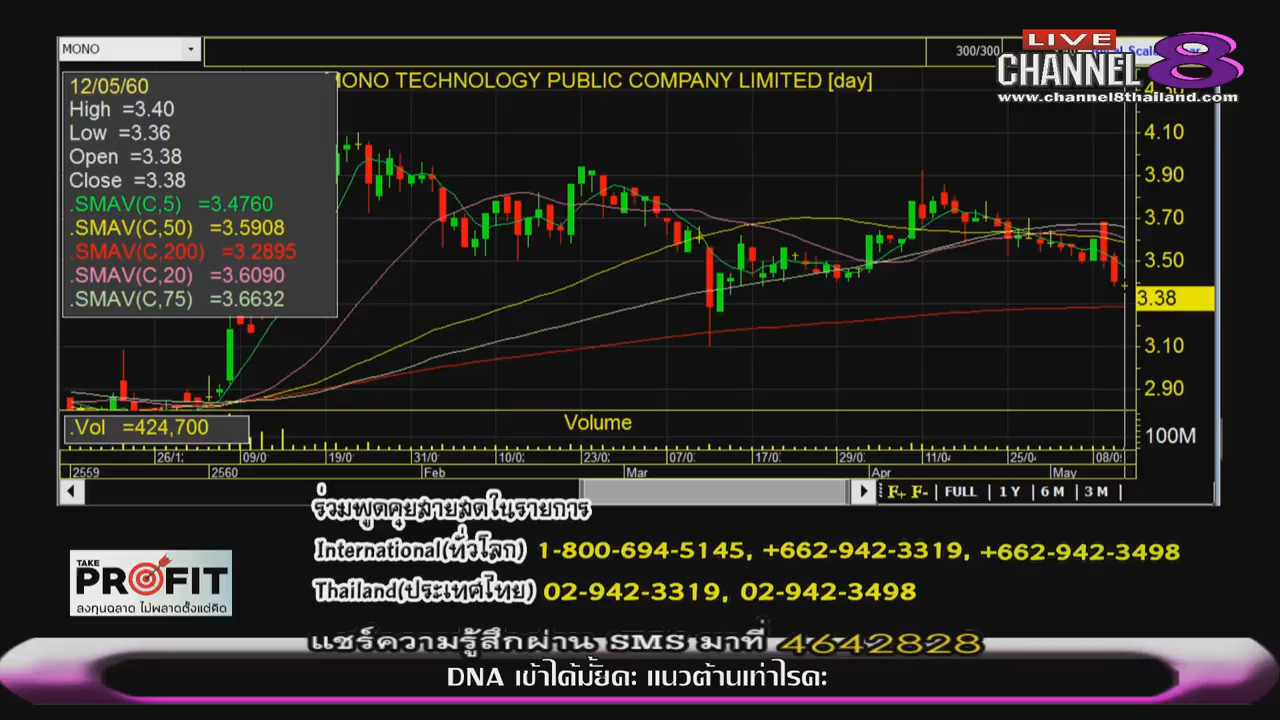 MONO
300/300
LIVE
CHANNEL 8
www.channel8thailand.com
MONO TECHNOLOGY PUBLIC COMPANY LIMITED [day]
12/05/60
High =3.40
Low =3.36
Open =3.38
Close =3.38
.SMAV(C,5) =3.4760
.SMAV(C,50) =3.5908
.SMAV(C,200) =3.2895
.SMAV(C,20) =3.6090
.SMAV(C,75) =3.6632
4.30
4.10
3.90
3.70
3.50
3.38
3.10
2.90
.Vol =424,700
Volume
100M
26/1: 09/0 19/0: 31/0: 10/0: 23/0: 07/0: 17/0: 29/0: 11/0 25/0 08/0
2559 2560 Feb Mar Apr May
F+ F- FULL 1 Y 6 M 3 M
0
ร่วมพูดคุยสายสดในรายการ
International(ทั่วโลก) 1-800-694-5145, +662-942-3319, +662-942-3498
Thailand(ประเทศไทย) 02-942-3319, 02-942-3498
TAKE
PROFIT
ลงทุนฉลาด ไม่พลาดตั้งแต่คิด
แชร์ความรู้สึกผ่าน SMS มาที่ 4642828
DNA เข้าได้มั้ยคะ แนวต้านเท่าไรคะ